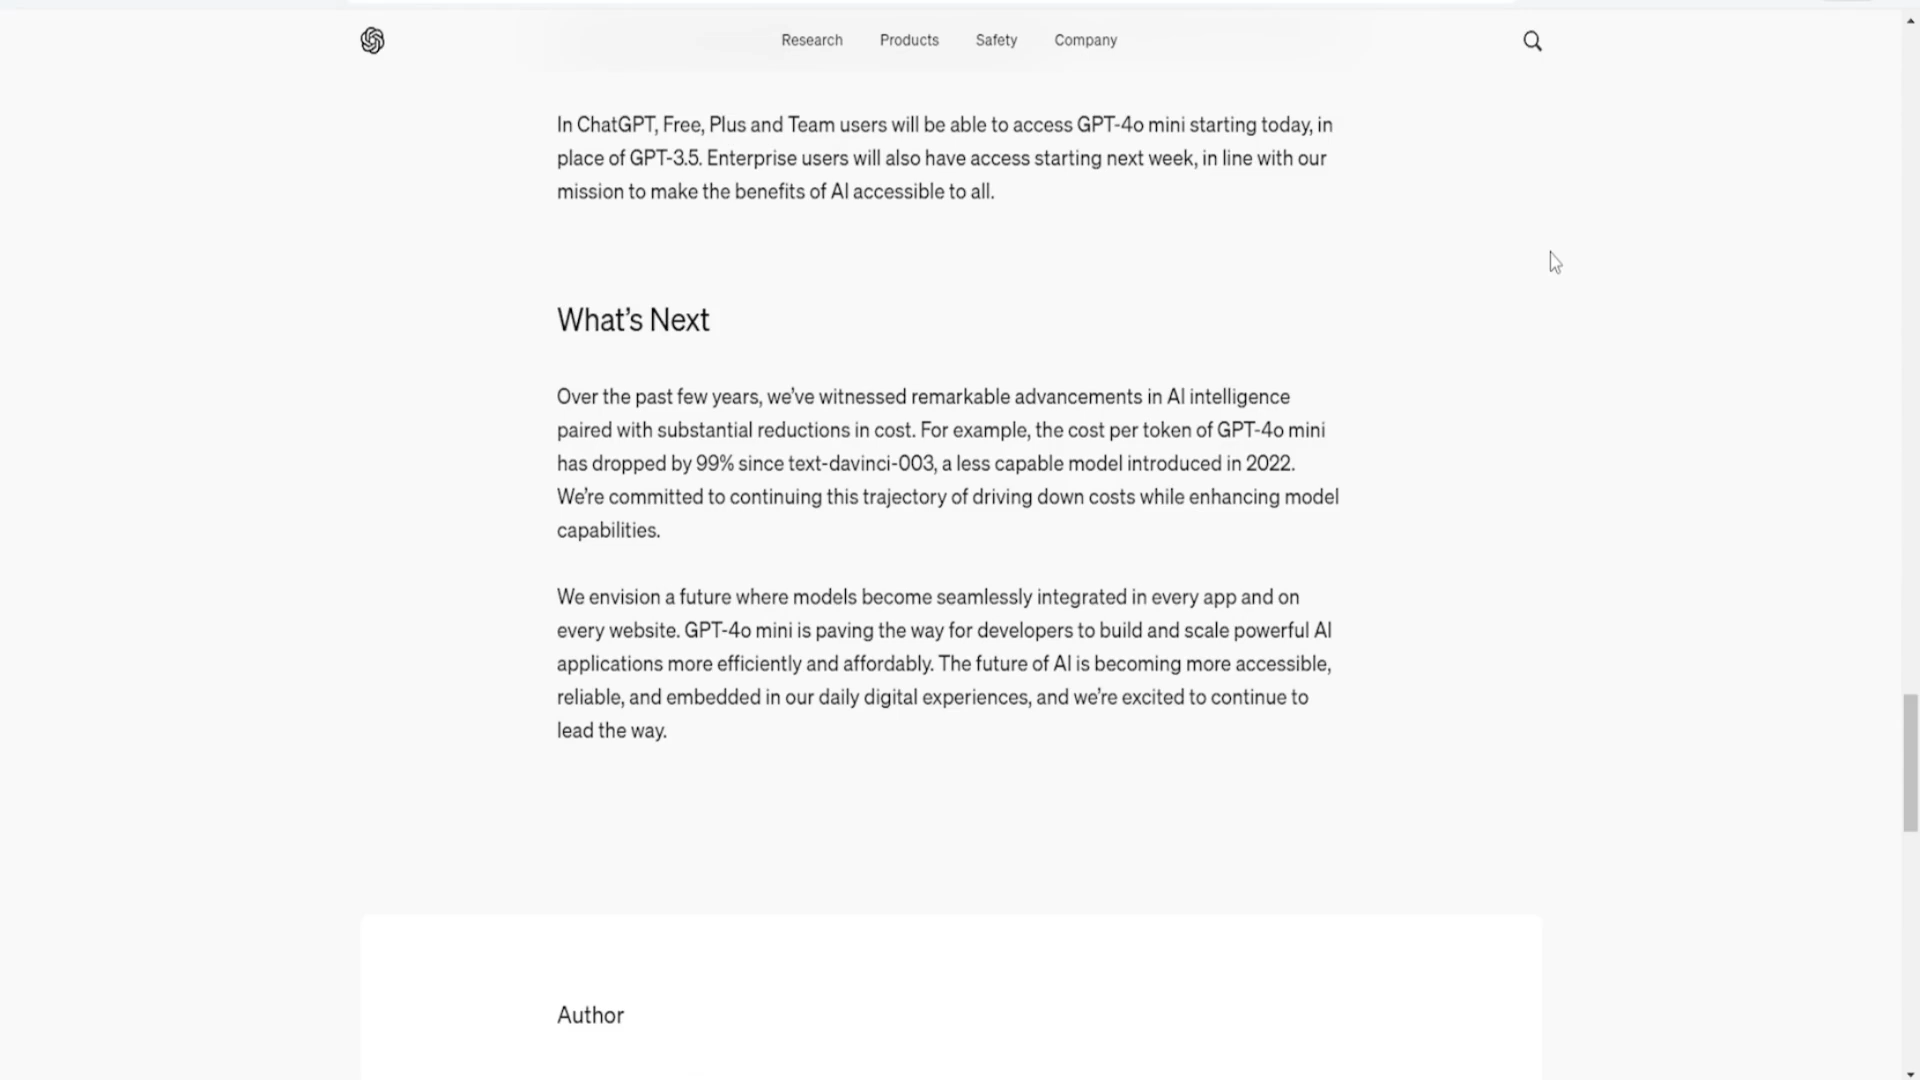 Research Products Safety Company
In ChatGPT, Free, Plus and Team users will be able to access GPT-4o mini starting today, in
place of GPT-3.5. Enterprise users will also have access starting next week, in line with our
mission to make the benefits of AI accessible to all.
What’s Next
Over the past few years, we’ve witnessed remarkable advancements in AI intelligence
paired with substantial reductions in cost. For example, the cost per token of GPT-4o mini
has dropped by 99% since text-davinci-003, a less capable model introduced in 2022.
We’re committed to continuing this trajectory of driving down costs while enhancing model
capabilities.
We envision a future where models become seamlessly integrated in every app and on
every website. GPT-4o mini is paving the way for developers to build and scale powerful AI
applications more efficiently and affordably. The future of AI is becoming more accessible,
reliable, and embedded in our daily digital experiences, and we’re excited to continue to
lead the way.
Author